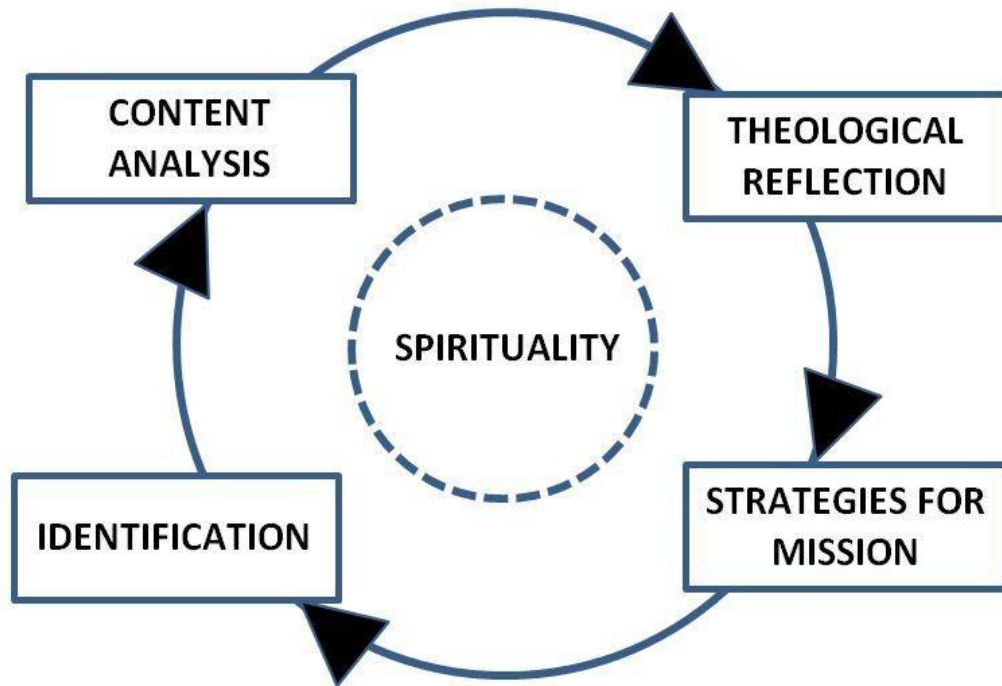 CONTENT
ANALYSIS
THEOLOGICAL
REFLECTION
SPIRITUALITY
IDENTIFICATION
STRATEGIES FOR
MISSION